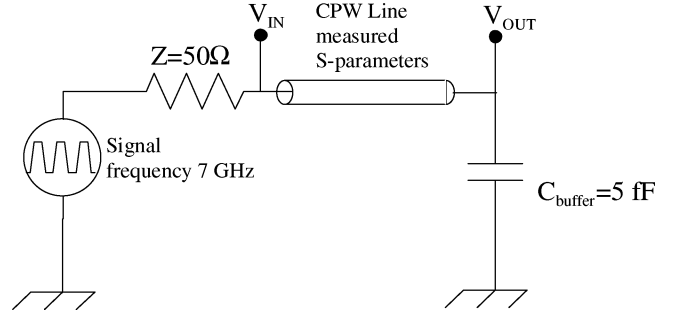 V_IN
CPW Line
measured
S-parameters
V_OUT
Z=50Ω
Signal
frequency 7 GHz
C_buffer=5 fF